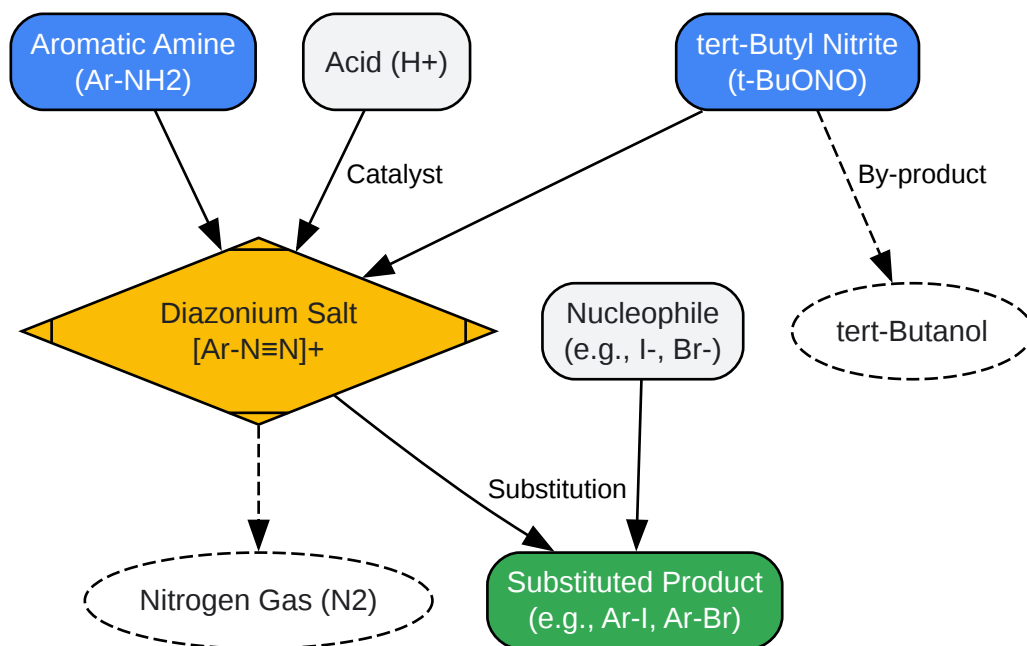 Aromatic Amine
(Ar-NH2)
Acid (H+)
tert-Butyl Nitrite
(t-BuONO)
Catalyst
By-product
Diazonium Salt
[Ar-N≡N]+
Nucleophile
(e.g., I-, Br-)
tert-Butanol
Substitution
Nitrogen Gas (N2)
Substituted Product
(e.g., Ar-I, Ar-Br)